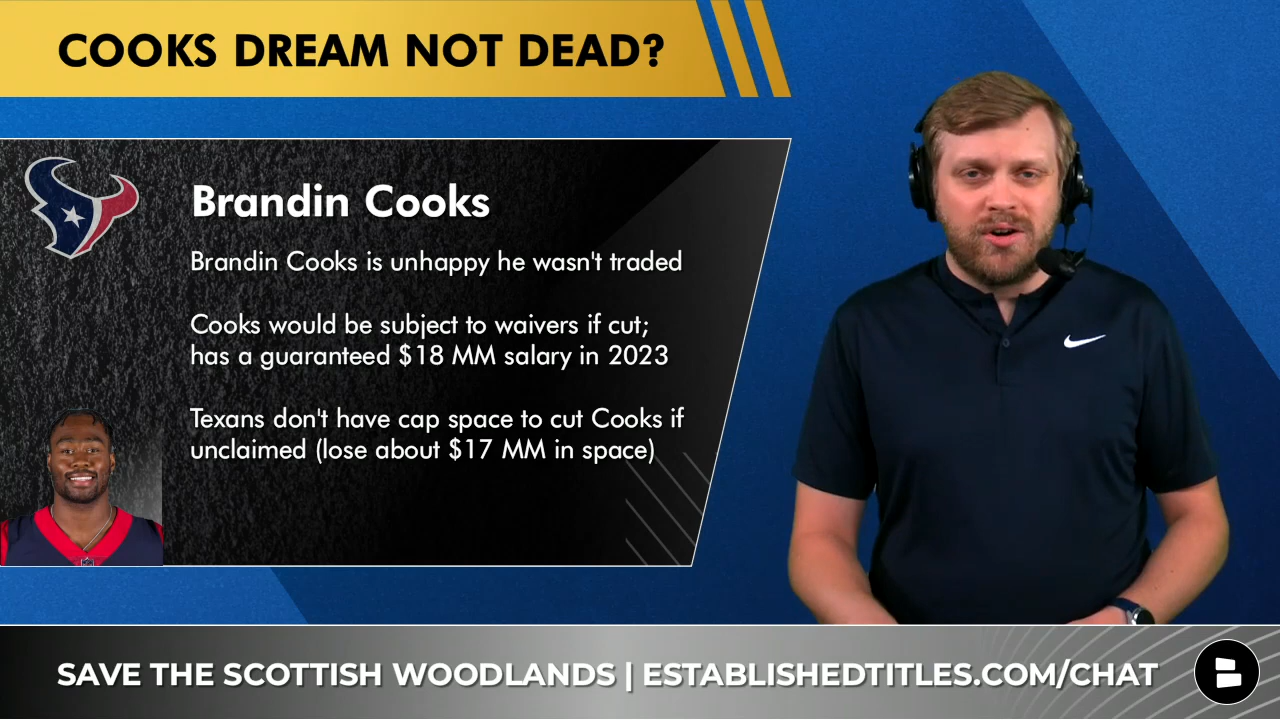 COOKS DREAM NOT DEAD?
Brandin Cooks
Brandin Cooks is unhappy he wasn't traded
Cooks would be subject to waivers if cut;
has a guaranteed $18 MM salary in 2023
Texans don't have cap space to cut Cooks if
unclaimed (lose about $17 MM in space)
SAVE THE SCOTTISH WOODLANDS | ESTABLISHEDTITLES.COM/CHAT